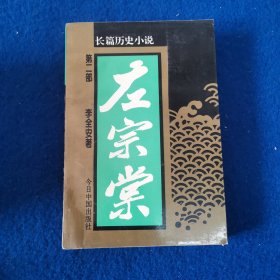 长篇历史小说
第二部
李全安著
左宗棠
今日中国出版社